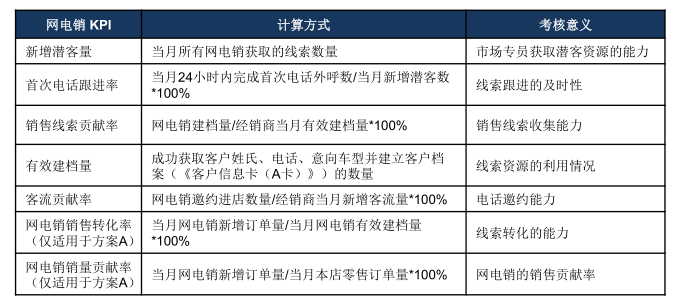 网电销 KPI 计算方式 考核意义
新增潜客量 当月所有网电销获取的线索数量 市场专员获取潜客资源的能力
首次电话跟进率 当月24小时内完成首次电话外呼数/当月新增潜客数 线索跟进的及时性
*100%
销售线索贡献率 网电销建档量/经销商当月有效建档量*100% 销售线索收集能力
有效建档量 成功获取客户姓氏、电话、意向车型并建立客户档 线索资源的利用情况
案（《客户信息卡（A卡）》）的数量
客流贡献率 网电销邀约进店数量/经销商当月新增客流量*100% 电话邀约能力
网电销销售转化率 当月网电销新增订单量/当月网电销有效建档量 线索转化的能力
（仅适用于方案A） *100%
网电销销量贡献率 当月网电销新增订单量/当月本店零售订单量*100% 网电销的销售贡献率
（仅适用于方案A）